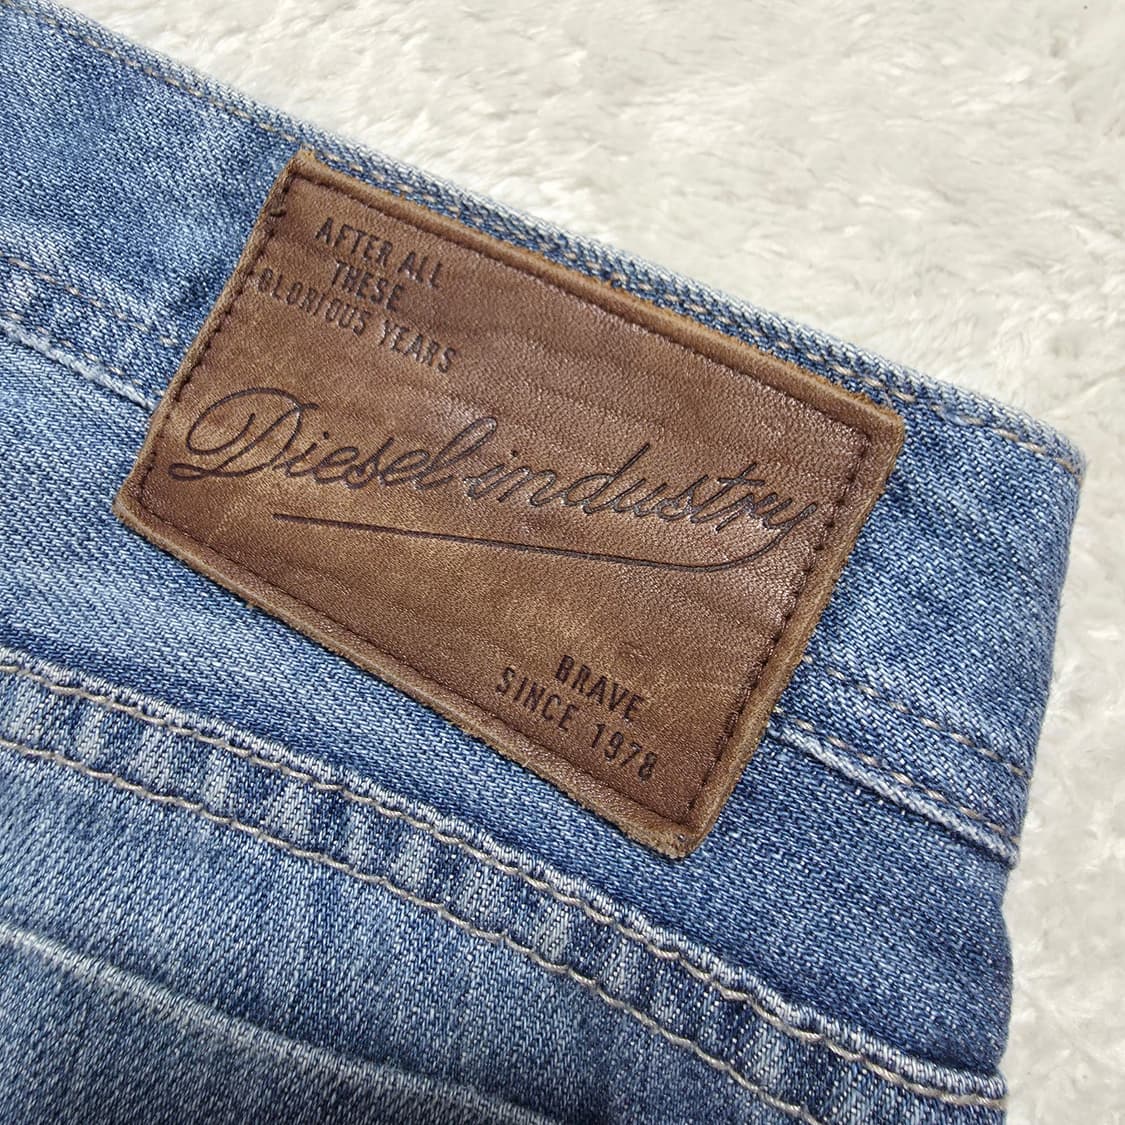 AFTER ALL
THESE
GLORIOUS YEARS
Diesel industry
BRAVE
SINCE 1978